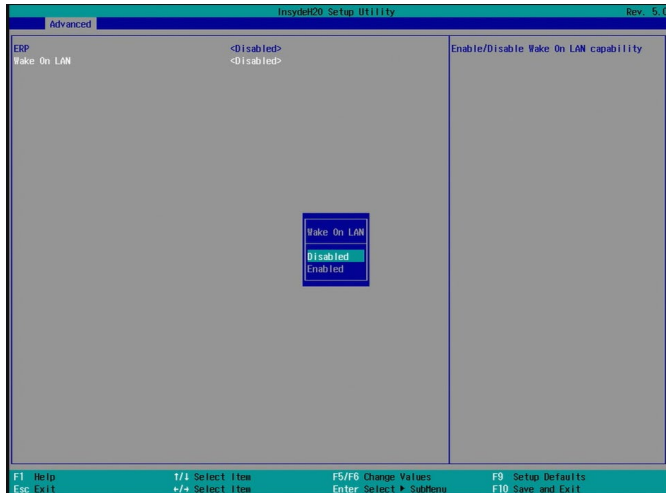 InsydeH2O Setup Utility Rev. 5.0
Advanced
ERP <Disabled> Enable/Disable Wake On LAN capability
Wake On LAN <Disabled>
Wake On LAN
Disabled
Enabled
F1 Help ↑/↓ Select Item F5/F6 Change Values F9 Setup Defaults
Esc Exit ←/→ Select Item Enter Select ▶ SubMenu F10 Save and Exit